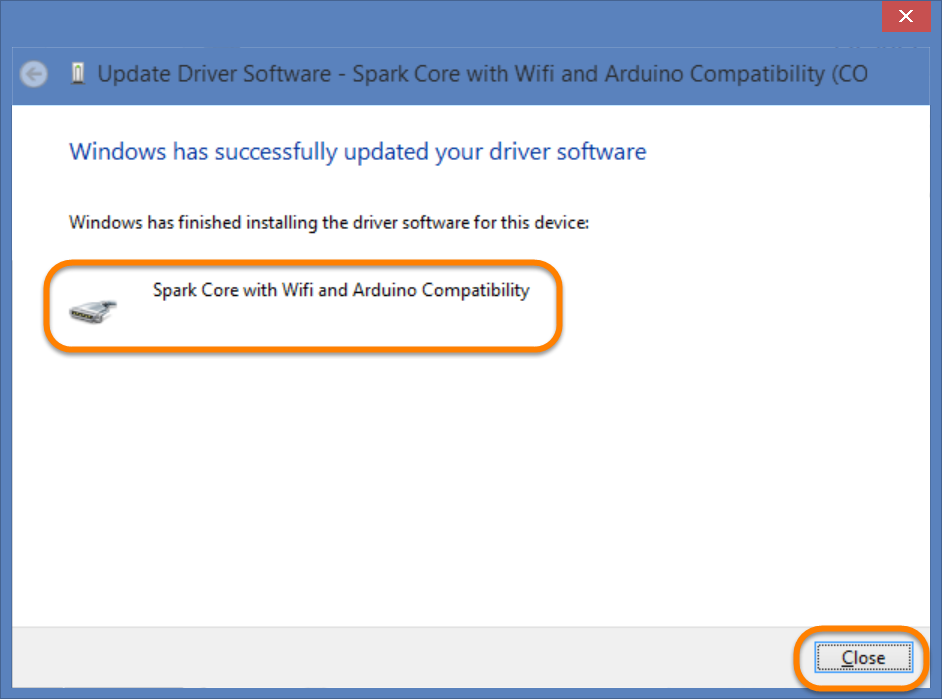 Update Driver Software - Spark Core with Wifi and Arduino Compatibility (CO
Windows has successfully updated your driver software
Windows has finished installing the driver software for this device:
Spark Core with Wifi and Arduino Compatibility
Close